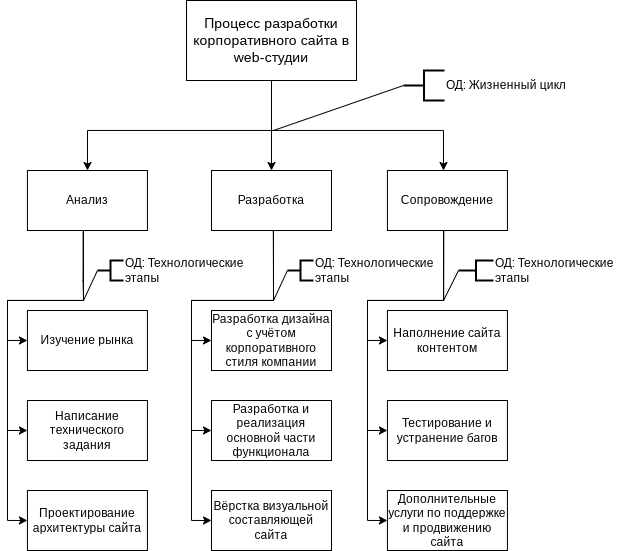 Процесс разработки
корпоративного сайта в
web-студии
ОД: Жизненный цикл
Анализ
Разработка
Сопровождение
ОД: Технологические
этапы
ОД: Технологические
этапы
ОД: Технологические
этапы
Изучение рынка
Разработка дизайна
с учётом
корпоративного
стиля компании
Наполнение сайта
контентом
Написание
технического
задания
Разработка и
реализация
основной части
функционала
Тестирование и
устранение багов
Проектирование
архитектуры сайта
Вёрстка визуальной
составляющей
сайта
Дополнительные
услуги по поддержке
и продвижению
сайта